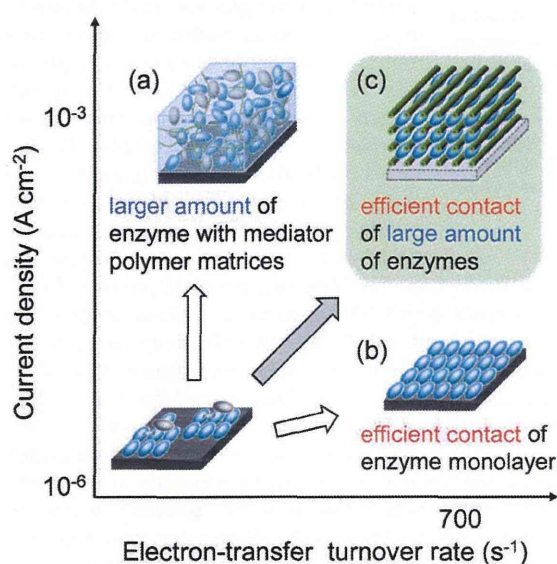 (a)
(c)
10-3
larger amount of
enzyme with mediator
polymer matrices
efficient contact
of large amount
of enzymes
(b)
efficient contact of
enzyme monolayer
10-6
700
Current density (A cm-2)
Electron-transfer turnover rate (s-1)